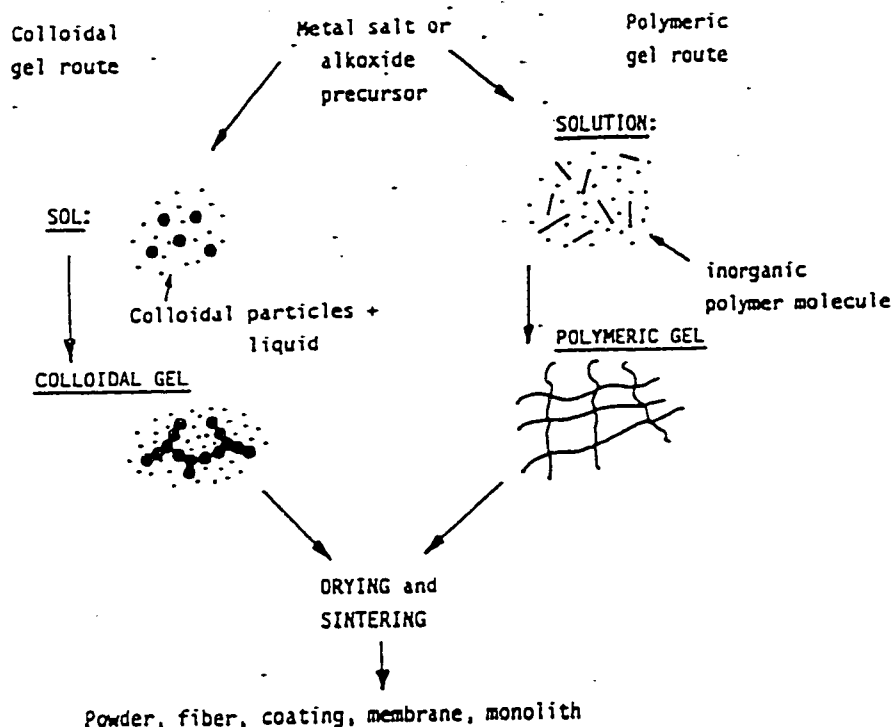 Colloidal
gel route
Metal salt or
alkoxide
precursor
Polymeric
gel route
SOLUTION:
SOL:
inorganic
polymer molecule
Colloidal particles +
liquid
POLYMERIC GEL
COLLOIDAL GEL
DRYING and
SINTERING
Powder, fiber, coating, membrane, monolith